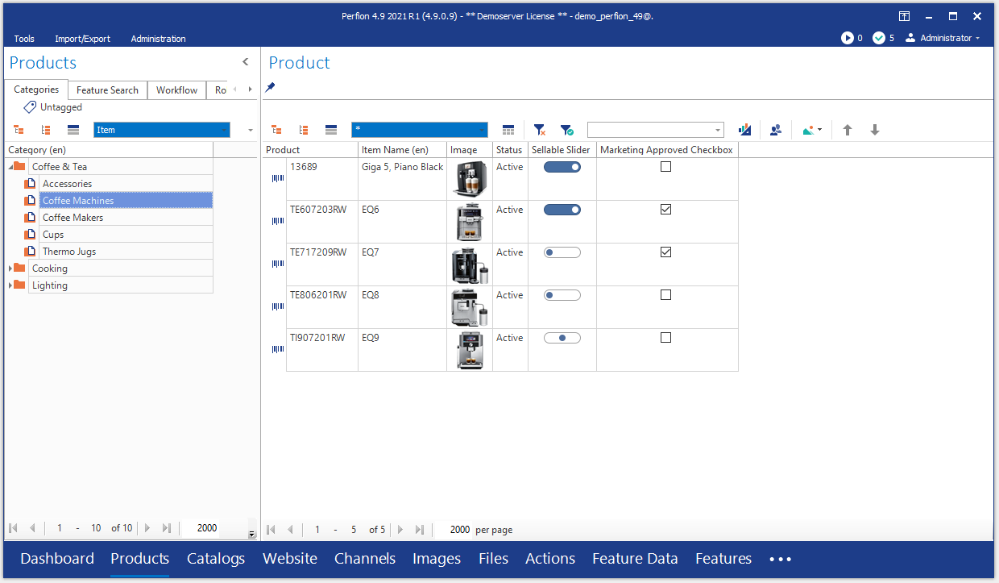 Perfion 4.9 2021 R1 (4.9.0.9) - ** Demoserver License ** - demo_perfion_49@.
Tools Import/Export Administration 0 5 Administrator
Products
Product
Categories Feature Search Workflow Ro
Untagged
Item
*
Category (en)
Product Item Name (en) Image Status Sellable Slider Marketing Approved Checkbox
Coffee & Tea
Accessories
Coffee Machines
Coffee Makers
Cups
Thermo Jugs
Cooking
Lighting
13689 Giga 5, Piano Black Active
TE607203RW EQ6 Active
TE717209RW EQ7 Active
TE806201RW EQ8 Active
TI907201RW EQ9 Active
1 - 10 of 10 2000
1 - 5 of 5 2000 per page
Dashboard Products Catalogs Website Channels Images Files Actions Feature Data Features •••